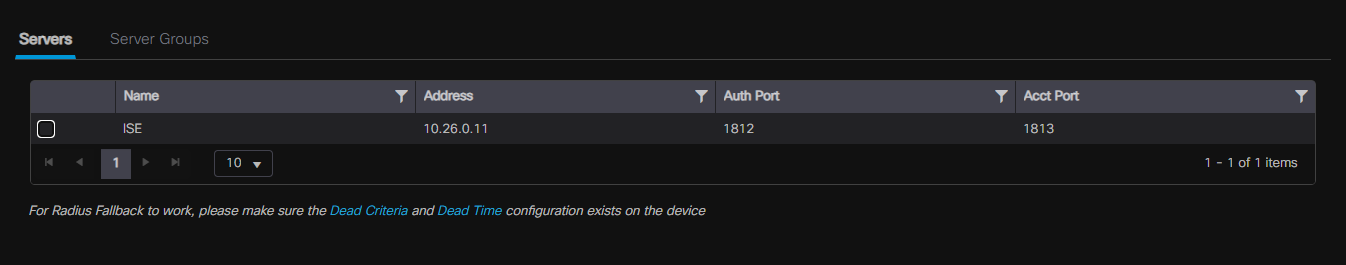 Servers Server Groups
Name Address Auth Port Acct Port
ISE 10.26.0.11 1812 1813
1 10 1 - 1 of 1 items
For Radius Fallback to work, please make sure the Dead Criteria and Dead Time configuration exists on the device